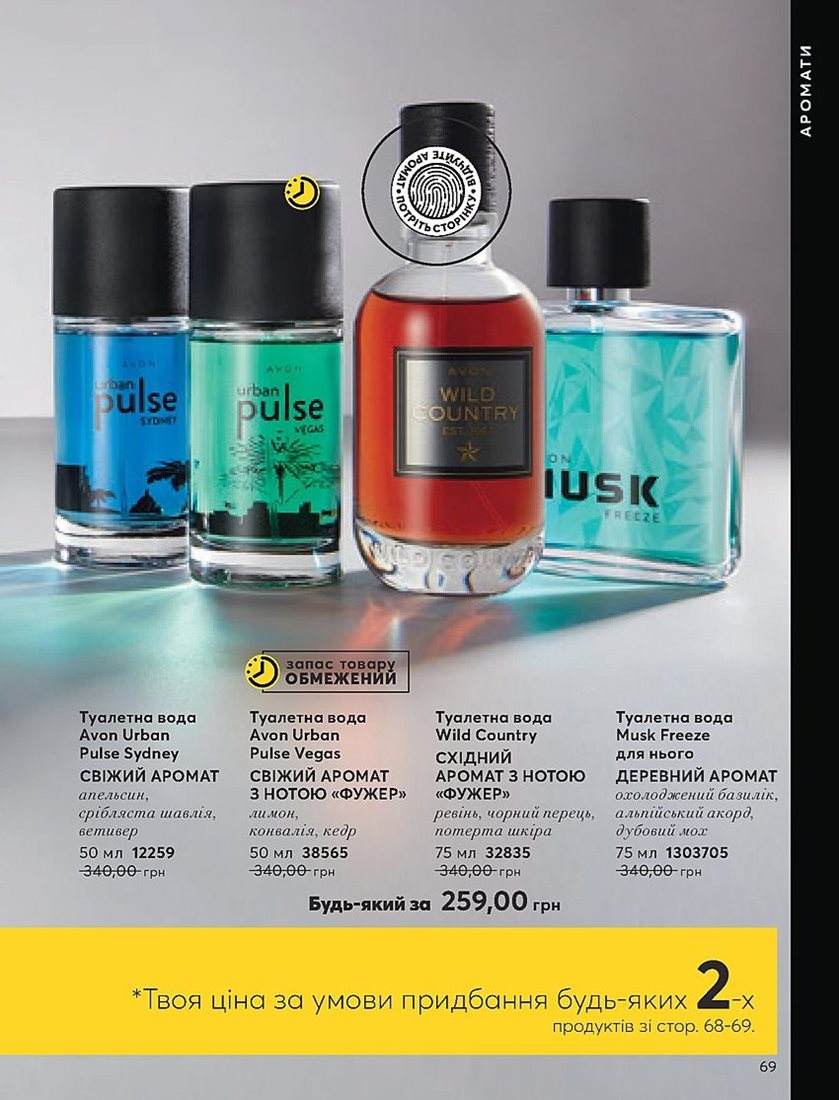 АРОМАТИ
ВІДЧУЙТЕ АРОМАТ • ПОТРІТЬ СТОРІНКУ •
AVON
urban
pulse
SYDNEY
AVON
urban
pulse
VEGAS
AVON
WILD
COUNTRY
WILD COUN
ON
MUSK
FREEZE
запас товару
ОБМЕЖЕНИЙ
Туалетна вода
Avon Urban
Pulse Sydney
СВІЖИЙ АРОМАТ
апельсин,
срібляста шавлія,
ветивер
50 мл 12259
340,00 грн
Туалетна вода
Avon Urban
Pulse Vegas
СВІЖИЙ АРОМАТ
З НОТОЮ «ФУЖЕР»
лимон,
конвалія, кедр
50 мл 38565
340,00 грн
Туалетна вода
Wild Country
СХІДНИЙ
АРОМАТ З НОТОЮ
«ФУЖЕР»
ревінь, чорний перець,
потерта шкіра
75 мл 32835
340,00 грн
Туалетна вода
Musk Freeze
для нього
ДЕРЕВНИЙ АРОМАТ
охолоджений базилік,
альпійський акорд,
дубовий мох
75 мл 1303705
340,00 грн
Будь-який за 259,00 грн
*Твоя ціна за умови придбання будь-яких 2-х
продуктів зі стор. 68-69.
69